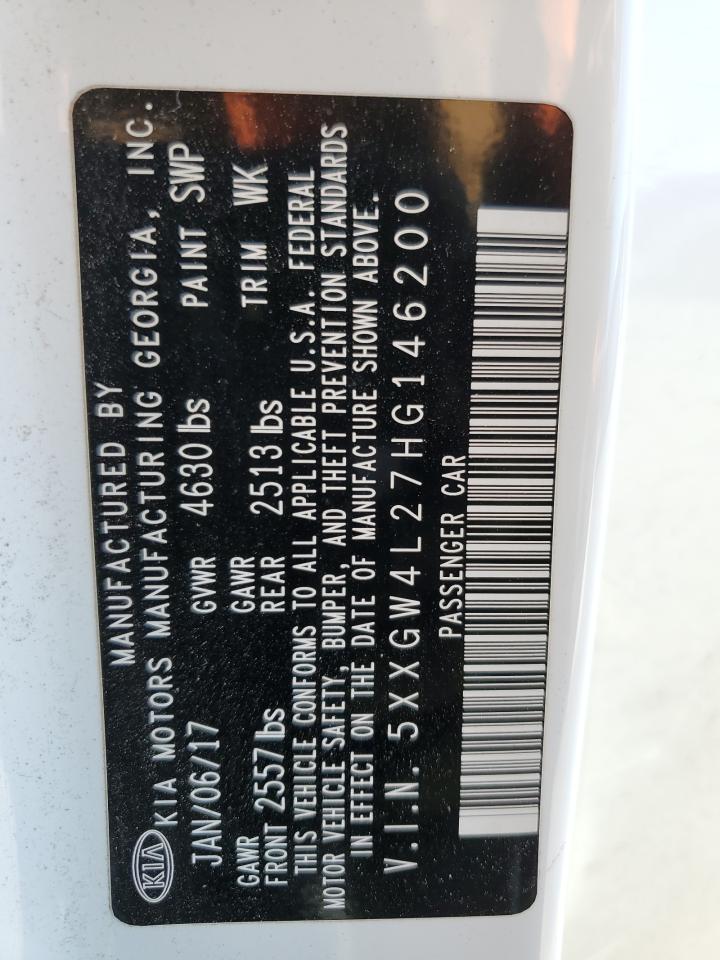 MANUFACTURED BY
KIA KIA MOTORS MANUFACTURING GEORGIA, INC.
JAN/06/17 GVWR 4630 lbs PAINT SWP
GAWR GAWR
FRONT 2557 lbs REAR 2513 lbs TRIM WK
THIS VEHICLE CONFORMS TO ALL APPLICABLE U.S.A. FEDERAL
MOTOR VEHICLE SAFETY, BUMPER, AND THEFT PREVENTION STANDARDS
IN EFFECT ON THE DATE OF MANUFACTURE SHOWN ABOVE.
V.I.N. 5XXGW4L27HG146200
PASSENGER CAR